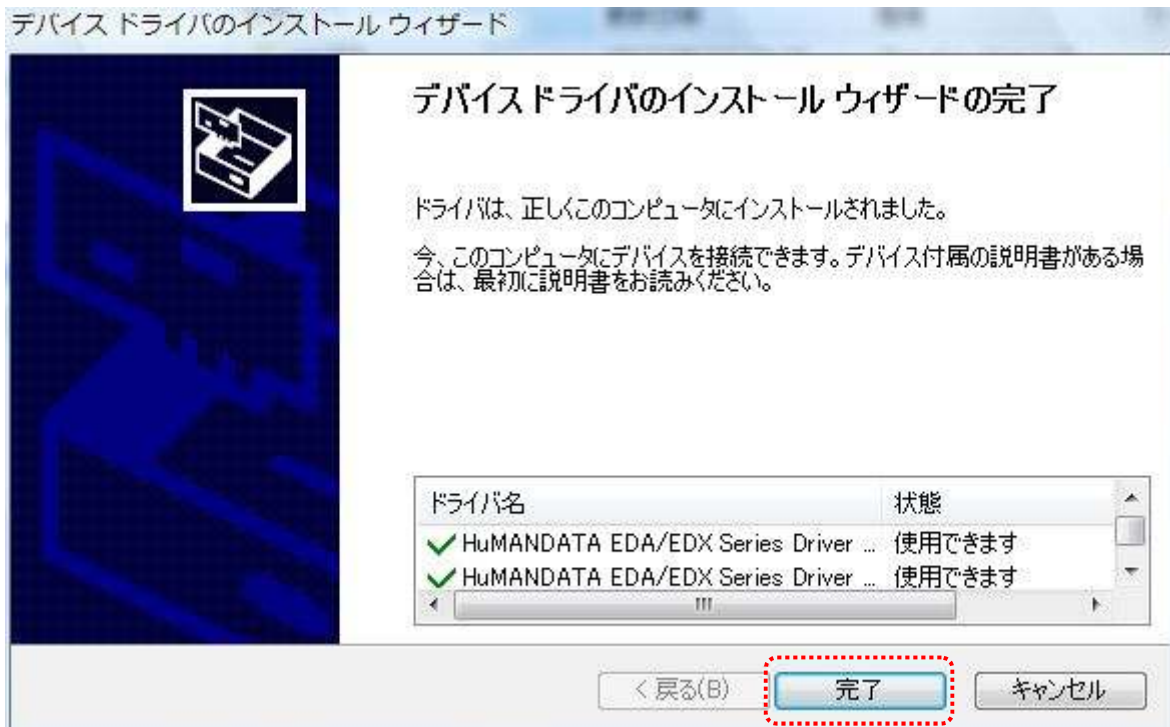 デバイス ドライバのインストール ウィザード
デバイス ドライバのインストール ウィザードの完了
ドライバは、正しくこのコンピュータにインストールされました。
今、このコンピュータにデバイスを接続できます。デバイス付属の説明書がある場
合は、最初に説明書をお読みください。
ドライバ名 状態
HuMANDATA EDA/EDX Series Driver ... 使用できます
HuMANDATA EDA/EDX Series Driver ... 使用できます
< 戻る(B) 完了 キャンセル